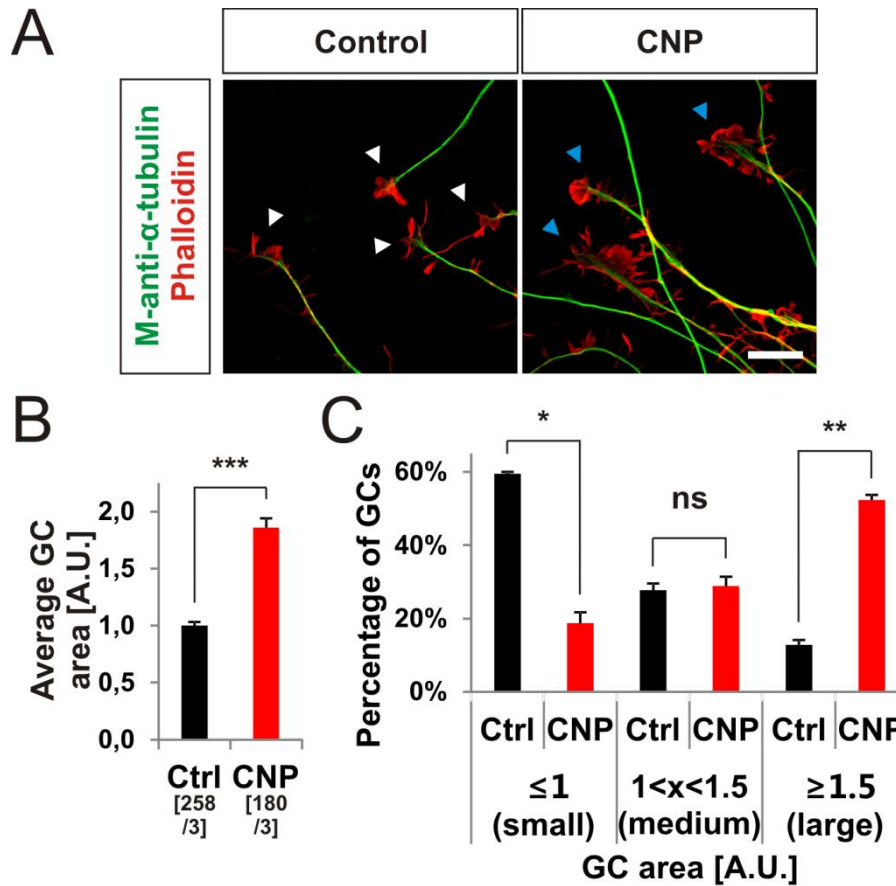 A
Control
CNP
M-anti-α-tubulin
Phalloidin
B
***
Average GC
area [A.U.]
2,0
1,5
1,0
0,5
0,0
Ctrl
CNP
[258
/3]
[180
/3]
C
*
ns
**
Percentage of GCs
60%
40%
20%
0%
Ctrl
CNP
Ctrl
CNP
Ctrl
CNP
≤1
(small)
1<x<1.5
(medium)
≥1.5
(large)
GC area [A.U.]